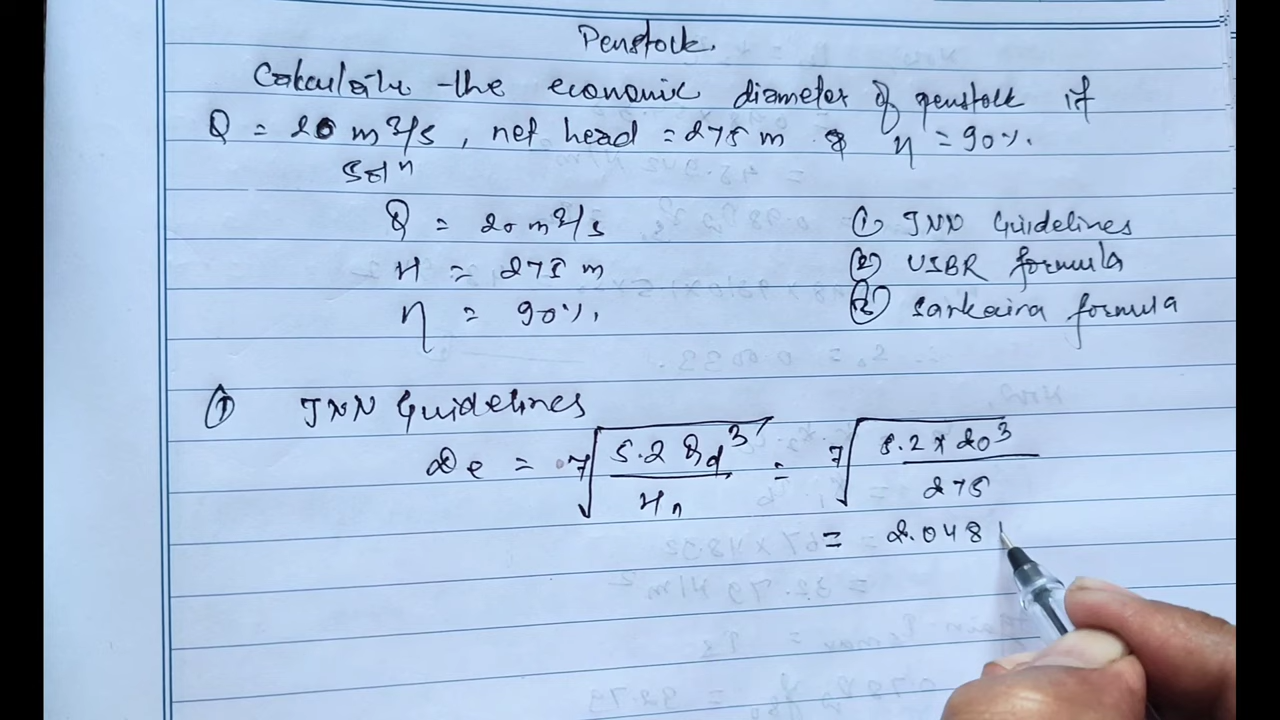 Penstock.
Calculate the economic diameter of penstock if
Q = 20 m3/s, net head = 275 m & η = 90%.
Solⁿ
Q = 20 m3/s
H = 275 m
η = 90%.
① JNN Guidelines
② USBR formula
③ Sarkaira formula
① JNN Guidelines
De = ⁷√(5.2 Qd³ / Hn) = ⁷√(5.2 × 20³ / 275)
= 2.048